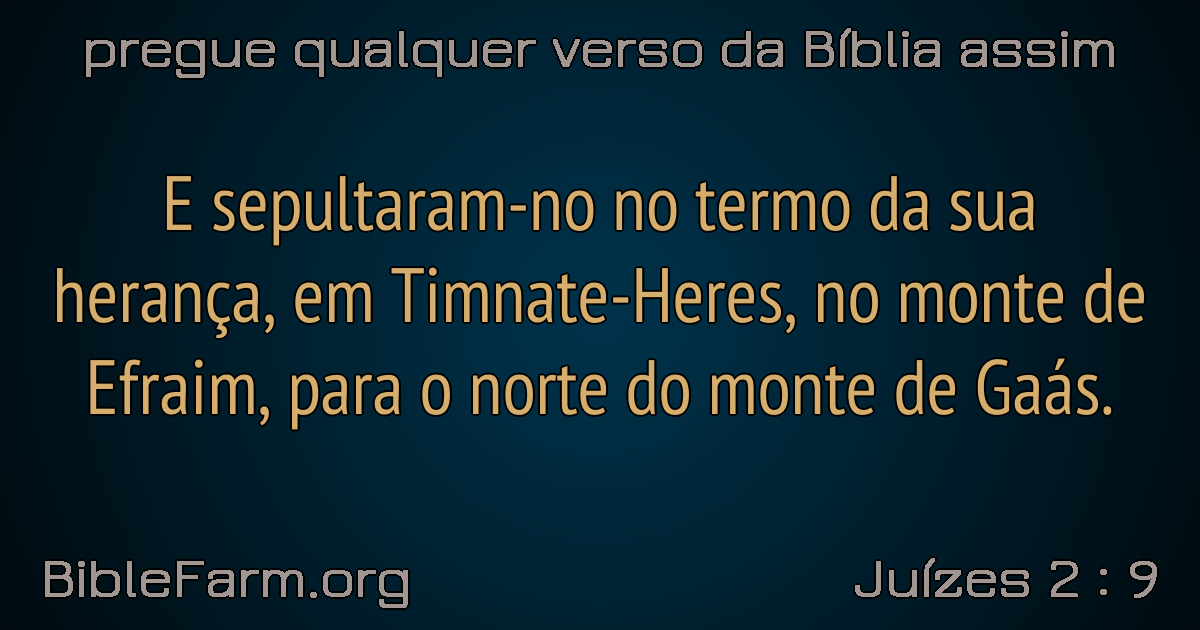 pregue qualquer verso da Bíblia assim
E sepultaram-no no termo da sua
herança, em Timnate-Heres, no monte de
Efraim, para o norte do monte de Gaás.
BibleFarm.org
Juízes 2 : 9